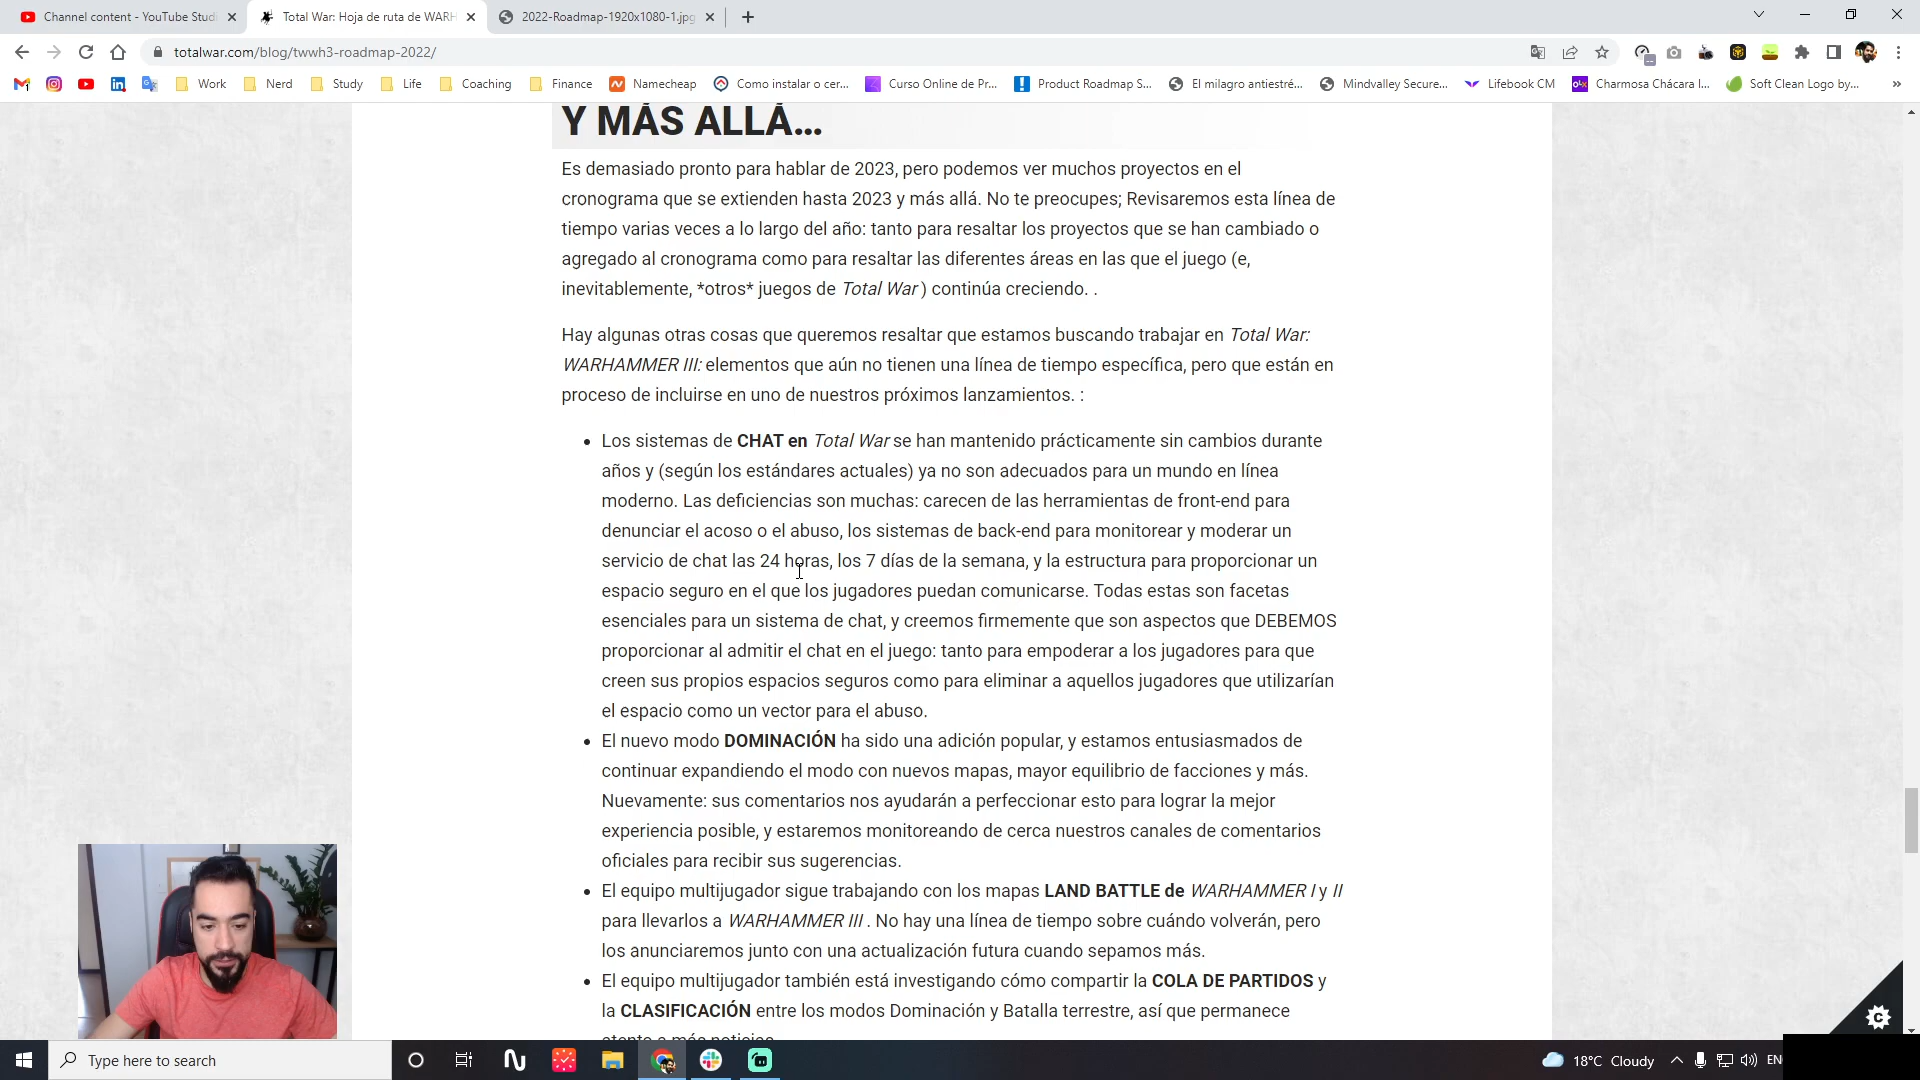 Channel content - YouTube Studi
Total War: Hoja de ruta de WARH
2022-Roadmap-1920x1080-1.jpg
totalwar.com/blog/twwh3-roadmap-2022/
Work
Nerd
Study
Life
Coaching
Finance
Namecheap
Como instalar o cer...
Curso Online de Pr...
Product Roadmap S...
El milagro antiestré...
Mindvalley Secure...
Lifebook CM
Charmosa Chácara I...
Soft Clean Logo by...
Y MÁS ALLÁ...
Es demasiado pronto para hablar de 2023, pero podemos ver muchos proyectos en el
cronograma que se extienden hasta 2023 y más allá. No te preocupes; Revisaremos esta línea de
tiempo varias veces a lo largo del año: tanto para resaltar los proyectos que se han cambiado o
agregado al cronograma como para resaltar las diferentes áreas en las que el juego (e,
inevitablemente, *otros* juegos de Total War ) continúa creciendo. .
Hay algunas otras cosas que queremos resaltar que estamos buscando trabajar en Total War:
WARHAMMER III: elementos que aún no tienen una línea de tiempo específica, pero que están en
proceso de incluirse en uno de nuestros próximos lanzamientos. :
• Los sistemas de CHAT en Total War se han mantenido prácticamente sin cambios durante
años y (según los estándares actuales) ya no son adecuados para un mundo en línea
moderno. Las deficiencias son muchas: carecen de las herramientas de front-end para
denunciar el acoso o el abuso, los sistemas de back-end para monitorear y moderar un
servicio de chat las 24 horas, los 7 días de la semana, y la estructura para proporcionar un
espacio seguro en el que los jugadores puedan comunicarse. Todas estas son facetas
esenciales para un sistema de chat, y creemos firmemente que son aspectos que DEBEMOS
proporcionar al admitir el chat en el juego: tanto para empoderar a los jugadores para que
creen sus propios espacios seguros como para eliminar a aquellos jugadores que utilizarían
el espacio como un vector para el abuso.
• El nuevo modo DOMINACIÓN ha sido una adición popular, y estamos entusiasmados de
continuar expandiendo el modo con nuevos mapas, mayor equilibrio de facciones y más.
Nuevamente: sus comentarios nos ayudarán a perfeccionar esto para lograr la mejor
experiencia posible, y estaremos monitoreando de cerca nuestros canales de comentarios
oficiales para recibir sus sugerencias.
• El equipo multijugador sigue trabajando con los mapas LAND BATTLE de WARHAMMER I y II
para llevarlos a WARHAMMER III . No hay una línea de tiempo sobre cuándo volverán, pero
los anunciaremos junto con una actualización futura cuando sepamos más.
• El equipo multijugador también está investigando cómo compartir la COLA DE PARTIDOS y
la CLASIFICACIÓN entre los modos Dominación y Batalla terrestre, así que permanece
atento a más noticias.
Type here to search
18°C Cloudy
EN